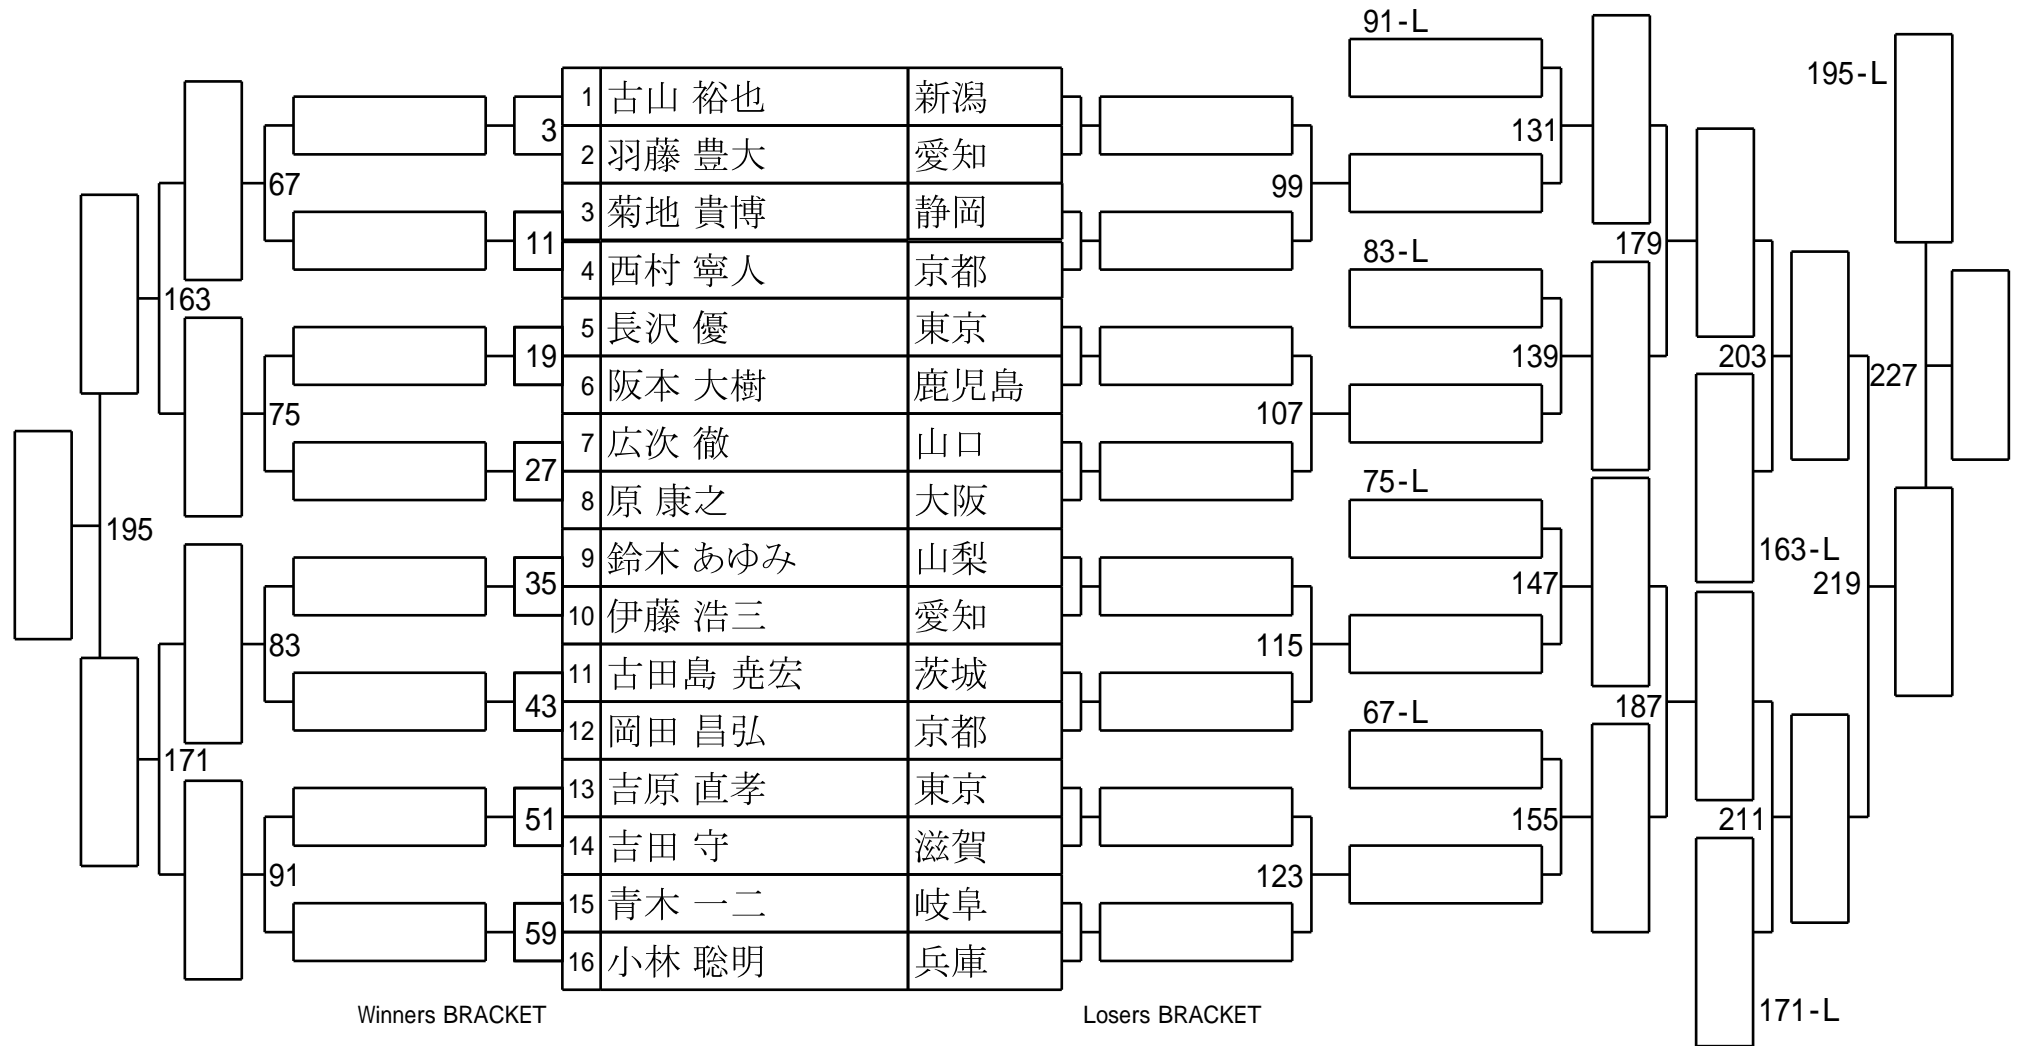 91-L
195-L
1 古山 裕也 新潟
3
131
2 羽藤 豊大 愛知
67
99
3 菊地 貴博 静岡
11
83-L
179
4 西村 寧人 京都
163
5 長沢 優 東京
19
139
203
227
6 阪本 大樹 鹿児島
75
107
7 広次 徹 山口
27
75-L
8 原 康之 大阪
195
9 鈴木 あゆみ 山梨
163-L
35
147
219
10 伊藤 浩三 愛知
83
115
11 古田島 尭宏 茨城
43
67-L
187
12 岡田 昌弘 京都
171
13 吉原 直孝 東京
51
155
211
14 吉田 守 滋賀
91
123
15 青木 一二 岐阜
59
16 小林 聡明 兵庫
171-L
Winners BRACKET
Losers BRACKET